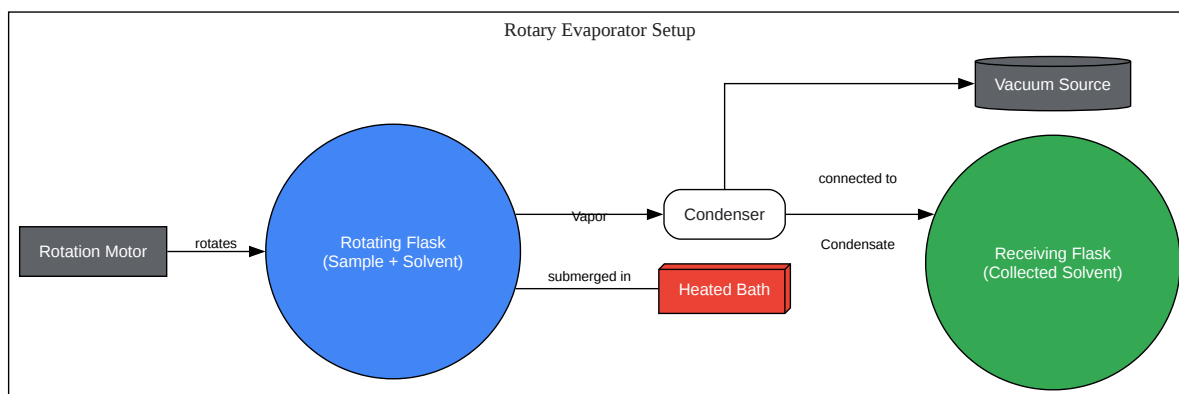 Rotary Evaporator Setup
Vacuum Source
connected to
Vapor
Condenser
Rotation Motor
rotates
Rotating Flask
(Sample + Solvent)
Condensate
Receiving Flask
(Collected Solvent)
submerged in
Heated Bath